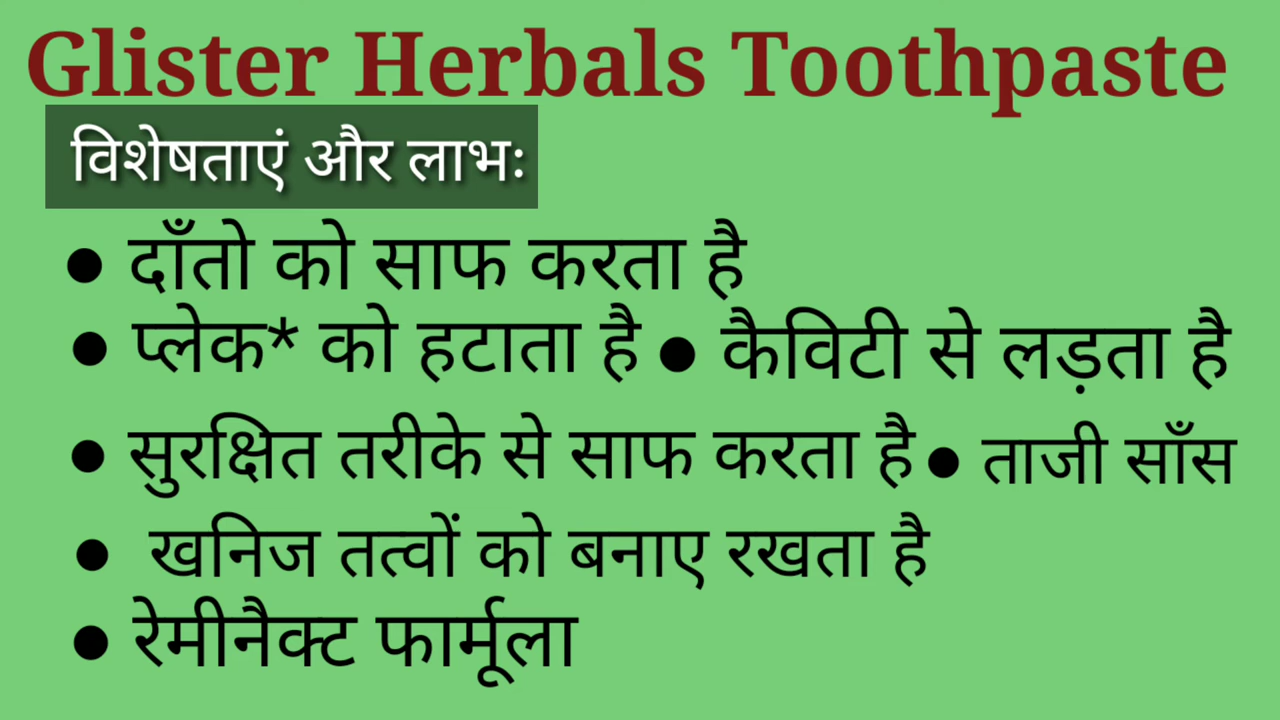 Glister Herbals Toothpaste
विशेषताएं और लाभः
● दाँतो को साफ करता है
● प्लेक* को हटाता है ● कैविटी से लड़ता है
● सुरक्षित तरीके से साफ करता है ● ताजी साँस
● खनिज तत्वों को बनाए रखता है
● रेमीनैक्ट फार्मूला